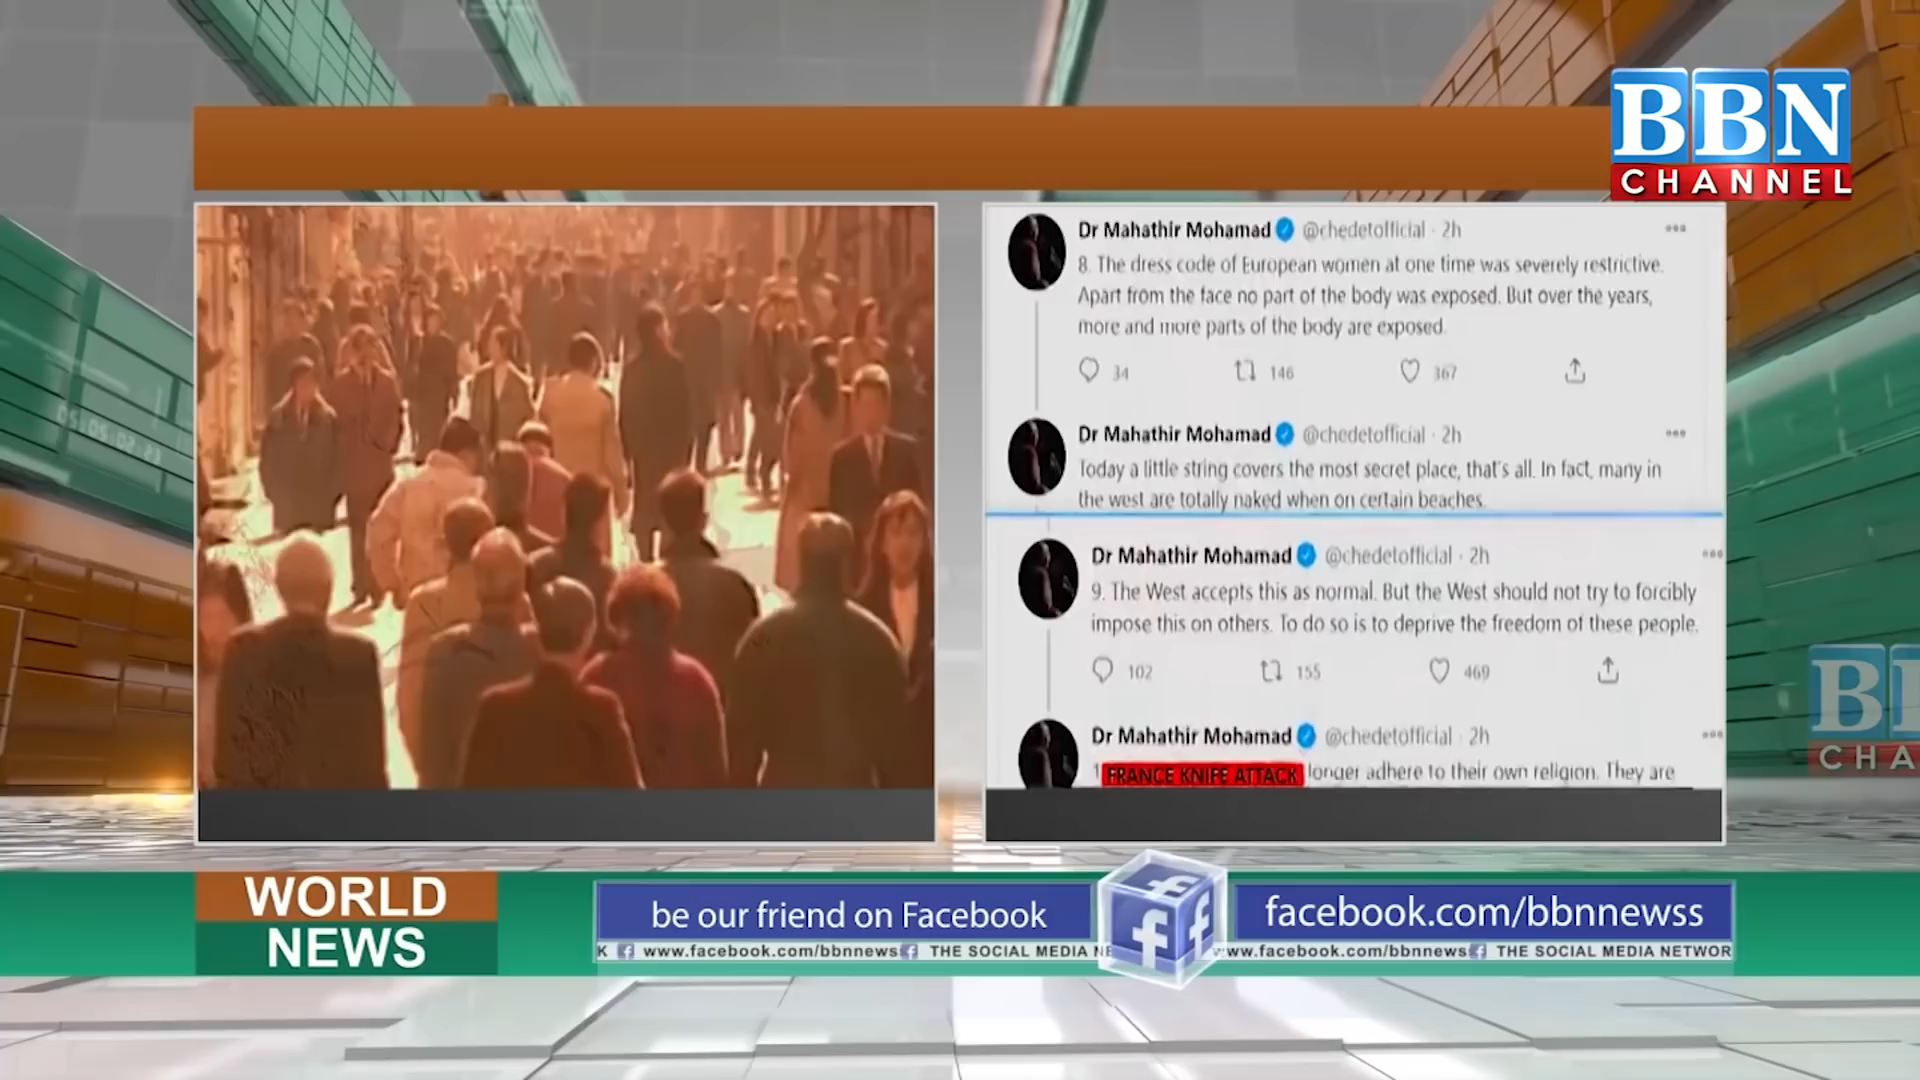 BBN
CHANNEL
Dr Mahathir Mohamad @chedetofficial · 2h
8. The dress code of European women at one time was severely restrictive.
Apart from the face no part of the body was exposed. But over the years,
more and more parts of the body are exposed.
34 146 367
Dr Mahathir Mohamad @chedetofficial · 2h
Today a little string covers the most secret place, that's all. In fact, many in
the west are totally naked when on certain beaches.
Dr Mahathir Mohamad @chedetofficial · 2h
9. The West accepts this as normal. But the West should not try to forcibly
impose this on others. To do so is to deprive the freedom of these people.
102 155 469
Dr Mahathir Mohamad @chedetofficial · 2h
1 FRANCE KNIFE ATTACK longer adhere to their own religion. They are
CHA
WORLD
NEWS
be our friend on Facebook
facebook.com/bbnnewss
K www.facebook.com/bbnnews THE SOCIAL MEDIA NE
www.facebook.com/bbnnews THE SOCIAL MEDIA NETWOR